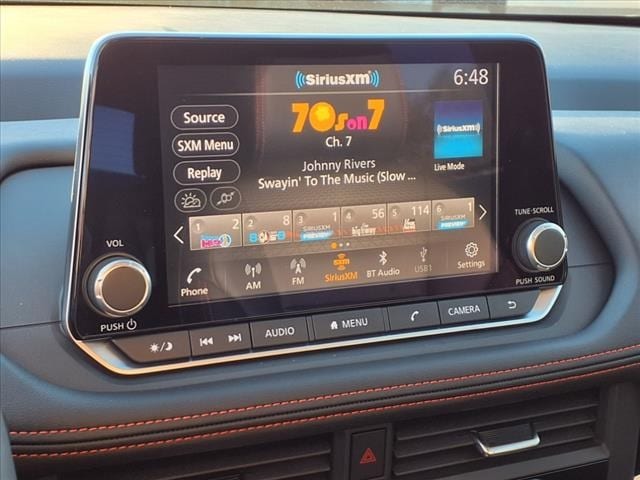 SiriusXM 6:48
70s on 7
Ch. 7
Source
SXM Menu
Replay
SiriusXM
Live Mode
Johnny Rivers
Swayin' To The Music (Slow ...
1 2
2 8
3 1 PREVIEW
4 56
5 114
6 1 PREVIEW
Phone
AM
FM
SXM
SiriusXM
BT Audio
USB1
Settings
VOL
PUSH
TUNE·SCROLL
PUSH SOUND
AUDIO
MENU
CAMERA